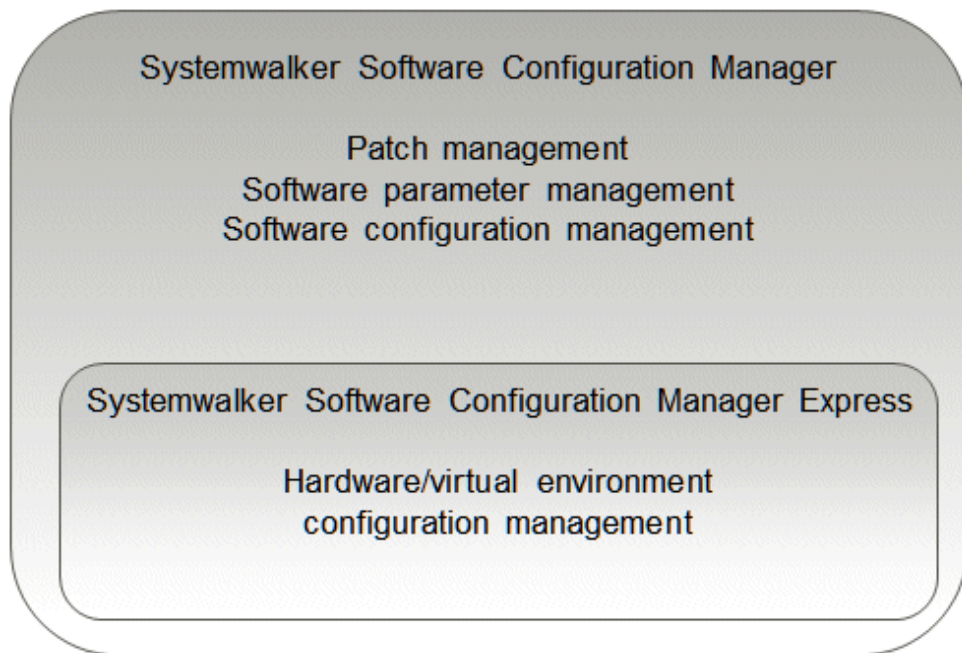 Systemwalker Software Configuration Manager
Patch management
Software parameter management
Software configuration management
Systemwalker Software Configuration Manager Express
Hardware/virtual environment
configuration management